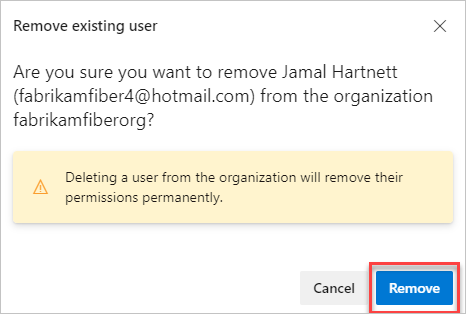 Remove existing user
Are you sure you want to remove Jamal Hartnett
(fabrikamfiber4@hotmail.com) from the organization
fabrikamfiberorg?
Deleting a user from the organization will remove their
permissions permanently.
Cancel
Remove